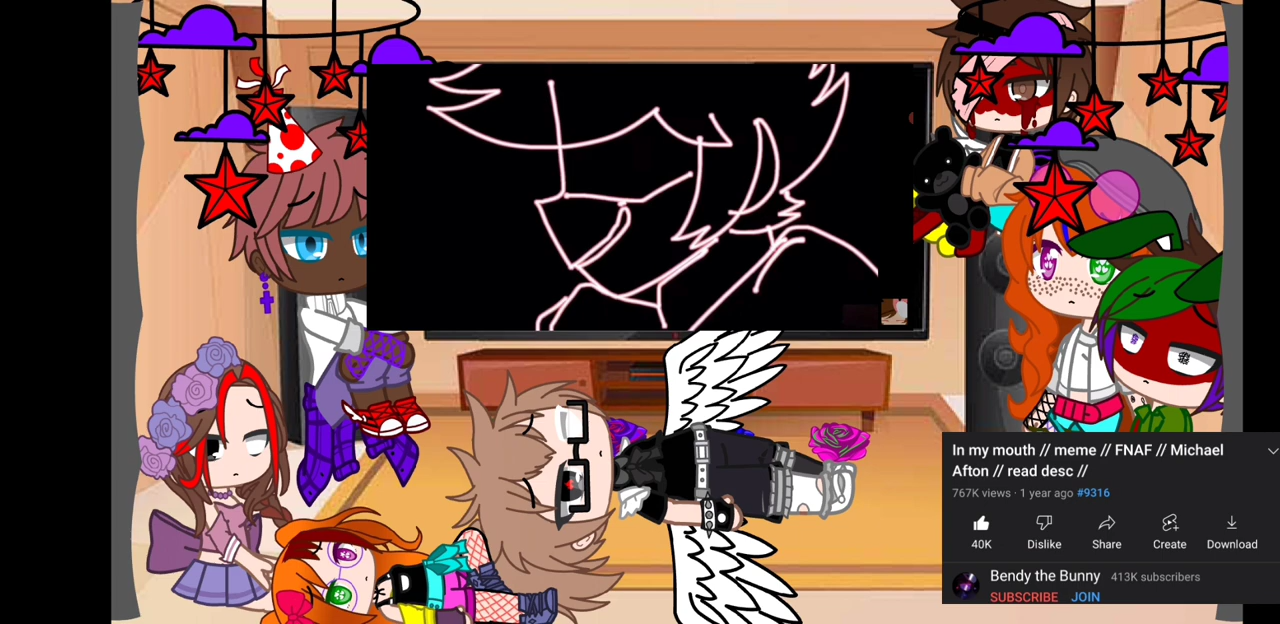 In my mouth // meme // FNAF // Michael
Afton // read desc //
767K views · 1 year ago #9316
40K Dislike Share Create Download
Bendy the Bunny 413K subscribers
SUBSCRIBE JOIN